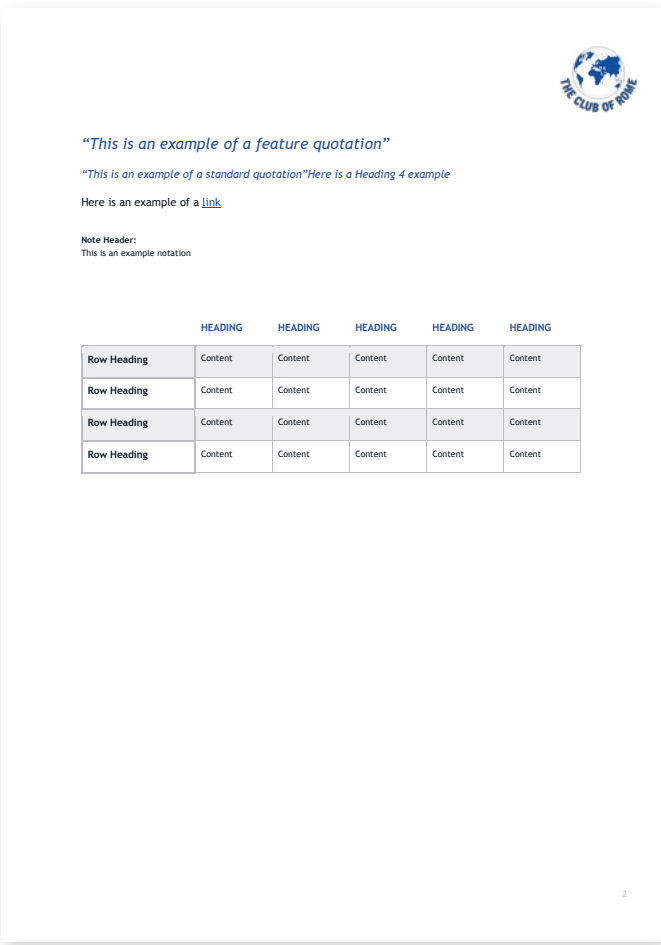 THE CLUB OF ROME
“This is an example of a feature quotation”
“This is an example of a standard quotation”Here is a Heading 4 example
Here is an example of a link
Note Header:
This is an example notation
HEADING HEADING HEADING HEADING HEADING
Row Heading Content Content Content Content Content
Row Heading Content Content Content Content Content
Row Heading Content Content Content Content Content
Row Heading Content Content Content Content Content
2